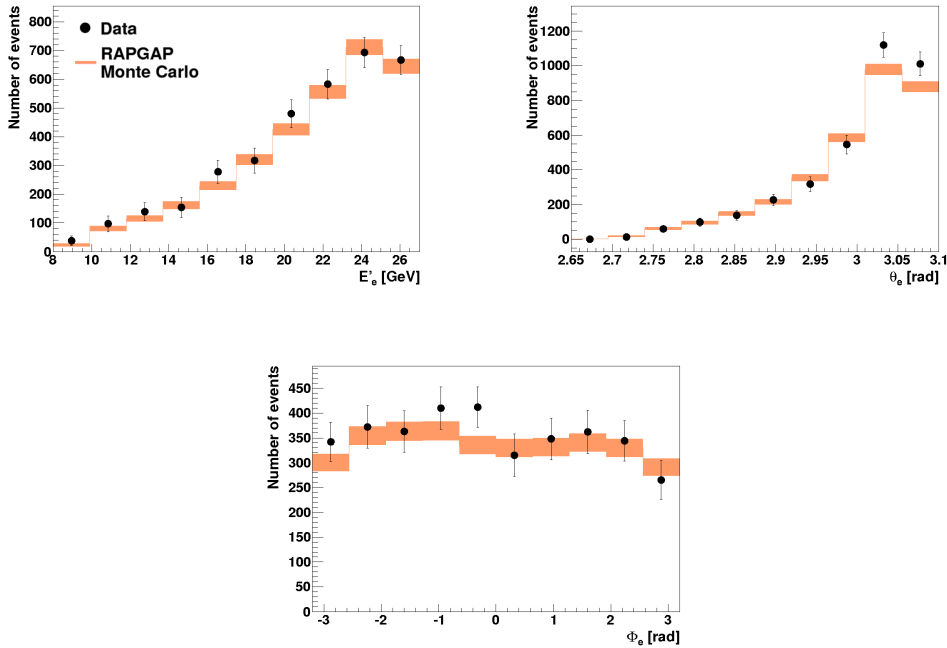 Number of events
800
700
600
500
400
300
200
100
0
Data
RAPGAP
Monte Carlo
8 10 12 14 16 18 20 22 24 26
E'e [GeV]
Number of events
1200
1000
800
600
400
200
0
2.65 2.7 2.75 2.8 2.85 2.9 2.95 3 3.05 3.1
θe [rad]
Number of events
450
400
350
300
250
200
150
100
50
0
-3 -2 -1 0 1 2 3
Φe [rad]